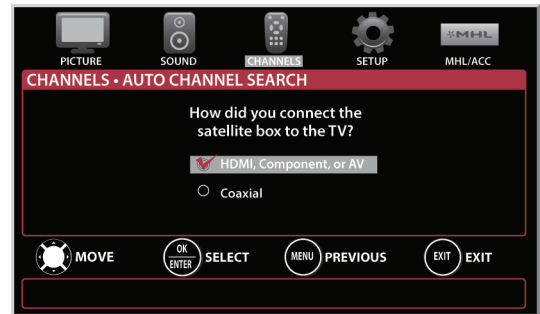 PICTURE SOUND CHANNELS SETUP MHL MHL/ACC
CHANNELS • AUTO CHANNEL SEARCH
How did you connect the
satellite box to the TV?
HDMI, Component, or AV
Coaxial
MOVE OK ENTER SELECT MENU PREVIOUS EXIT EXIT